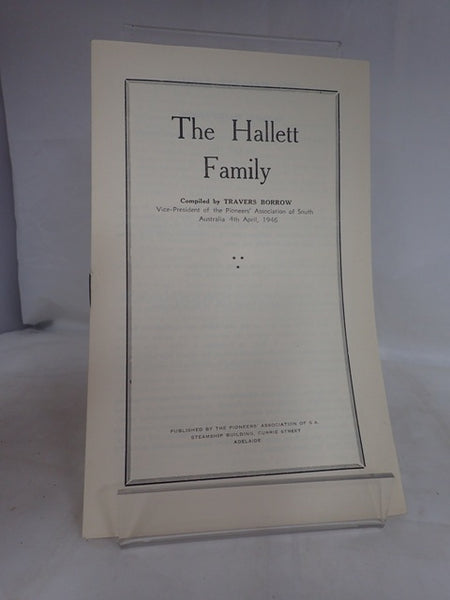 The Hallett
Family
Compiled by TRAVERS BORROW
Vice-President of the Pioneers' Association of South
Australia 4th April, 1946
PUBLISHED BY THE PIONEERS' ASSOCIATION OF S.A.
STEAMSHIP BUILDING, CURRIE STREET
ADELAIDE